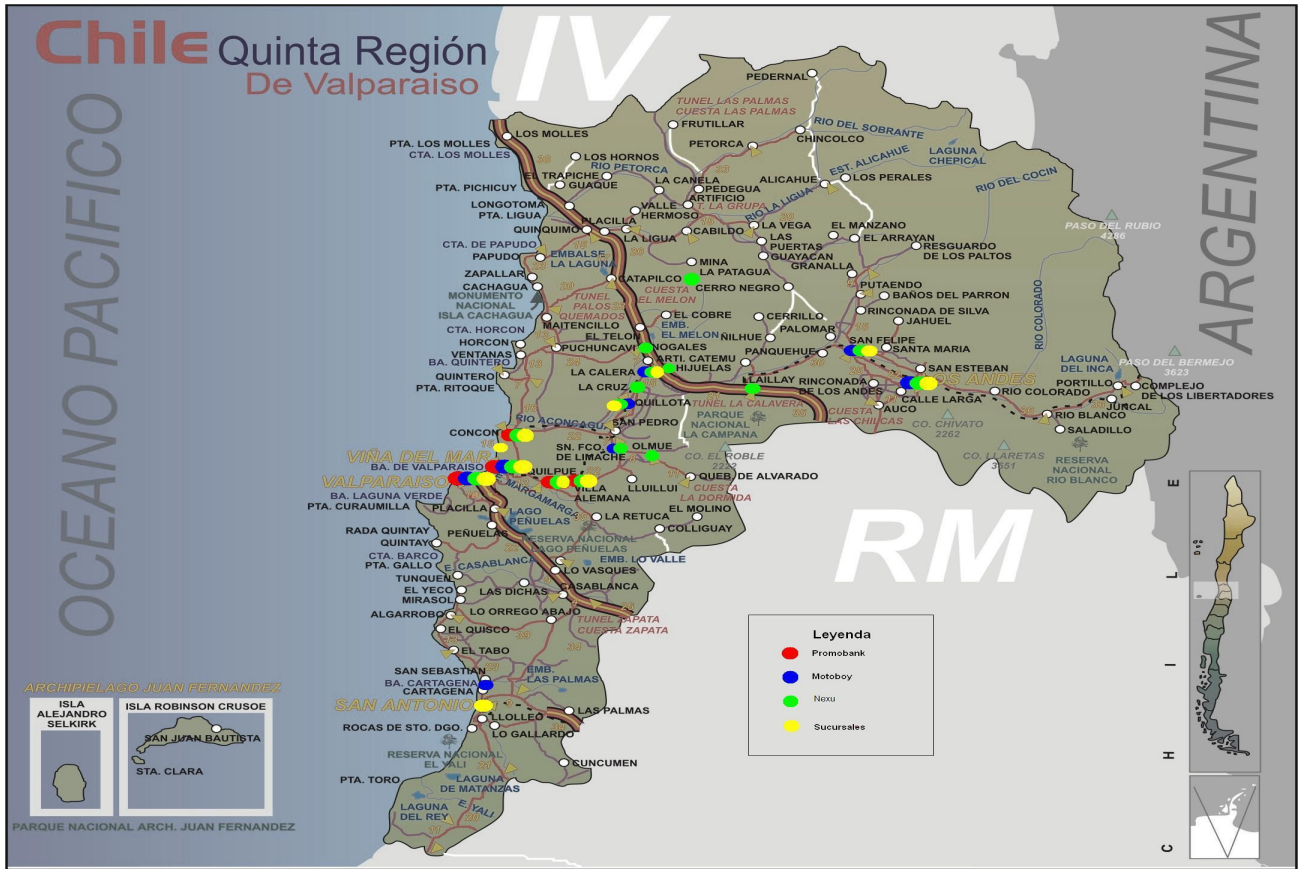 Chile Quinta Región
De Valparaiso
IV
RM
OCEANO PACIFICO
ARGENTINA
PEDERNAL
TUNEL LAS PALMAS
CUESTA LAS PALMAS
FRUTILLAR
RIO DEL SOBRANTE
CHINCOLCO
LOS MOLLES
PTA. LOS MOLLES
CTA. LOS MOLLES
PETORCA
LAGUNA
CHEPICAL
EST. ALICAHUE
LOS HORNOS
RIO PETORCA
EL TRAPICHE
GUAQUE
LA CANELA
PEDEGUA
ARTIFICIO
ALICAHUE
LOS PERALES
RIO DEL COCIN
PTA. PICHICUY
LONGOTOMA
PTA. LIGUA
VALLE
HERMOSO
T. LA GRUPA
RIO LA LIGUA
PLACILLA
QUINQUIMO
LA LIGUA
CABILDO
LA VEGA
LAS
PUERTAS
EL MANZANO
EL ARRAYAN
PASO DEL RUBIO
4286
RESGUARDO
DE LOS PALTOS
CTA. DE PAPUDO
PAPUDO
EMBALSE
LA LAGUNA
GUAYACAN
GRANALLA
MINA
LA PATAGUA
ZAPALLAR
CACHAGUA
CATAPILCO
CERRO NEGRO
PUTAENDO
BAÑOS DEL PARRON
MONUMENTO
NACIONAL
ISLA CACHAGUA
TUNEL
PALOS
QUEMADOS
CUESTA
EL MELON
RINCONADA DE SILVA
JAHUEL
RIO COLORADO
EL COBRE
EMB.
EL MELON
CERRILLO
PALOMAR
CTA. HORCON
MAITENCILLO
EL TELON
ÑILHUE
HORCON
PUCHUNCAVI
NOGALES
SAN FELIPE
SANTA MARIA
VENTANAS
ARTI. CATEMU
PANQUEHUE
LAGUNA
DEL INCA
PASO DEL BERMEJO
3623
BA. QUINTERO
QUINTERO
PTA. RITOQUE
LA CALERA
HIJUELAS
SAN ESTEBAN
LOS ANDES
LA CRUZ
LLAILLAY
RINCONADA
DE LOS ANDES
CALLE LARGA
RIO COLORADO
PORTILLO
COMPLEJO
DE LOS LIBERTADORES
JUNCAL
QUILLOTA
TUNEL LA CALAVERA
AUCO
RIO BLANCO
SALADILLO
RIO ACONCAGU
SAN PEDRO
PARQUE
NACIONAL
LA CAMPANA
CUESTA
LAS CHILCAS
CO. CHIVATO
2262
CO. LLARETAS
3651
RESERVA
NACIONAL
RIO BLANCO
CONCON
VIÑA DEL MAR
SN. FCO.
DE LIMACHE
OLMUE
CO. EL ROBLE
2222
BA. DE VALPARAISO
VALPARAISO
QUILPUE
VILLA
ALEMANA
LLUILLUI
QUEB. DE ALVARADO
CUESTA
LA DORMIDA
BA. LAGUNA VERDE
PTA. CURAUMILLA
E. MARGAMARGA
PLACILLA
LAGO
PEÑUELAS
LA RETUCA
EL MOLINO
COLLIGUAY
RADA QUINTAY
QUINTAY
PEÑUELAS
RESERVA NACIONAL
LAGO PEÑUELAS
CTA. BARCO
PTA. GALLO
E. CASABLANCA
EMB. LO VALLE
LO VASQUES
TUNQUEN
EL YECO
MIRASOL
LAS DICHAS
CASABLANCA
ALGARROBO
LO ORREGO ABAJO
TUNEL ZAPATA
CUESTA ZAPATA
EL QUISCO
EL TABO
SAN SEBASTIAN
BA. CARTAGENA
CARTAGENA
EMB.
LAS PALMAS
SAN ANTONIO
LLOLLEO
LAS PALMAS
ROCAS DE STO. DGO.
LO GALLARDO
RESERVA NACIONAL
EL YALI
CUNCUMEN
PTA. TORO
LAGUNA
DE MATANZAS
LAGUNA
DEL REY
E. YALI
Leyenda
Promobank
Motoboy
Nexu
Sucursales
ARCHIPIELAGO JUAN FERNANDEZ
ISLA
ALEJANDRO
SELKIRK
ISLA ROBINSON CRUSOE
SAN JUAN BAUTISTA
STA. CLARA
PARQUE NACIONAL ARCH. JUAN FERNANDEZ
C H I L E